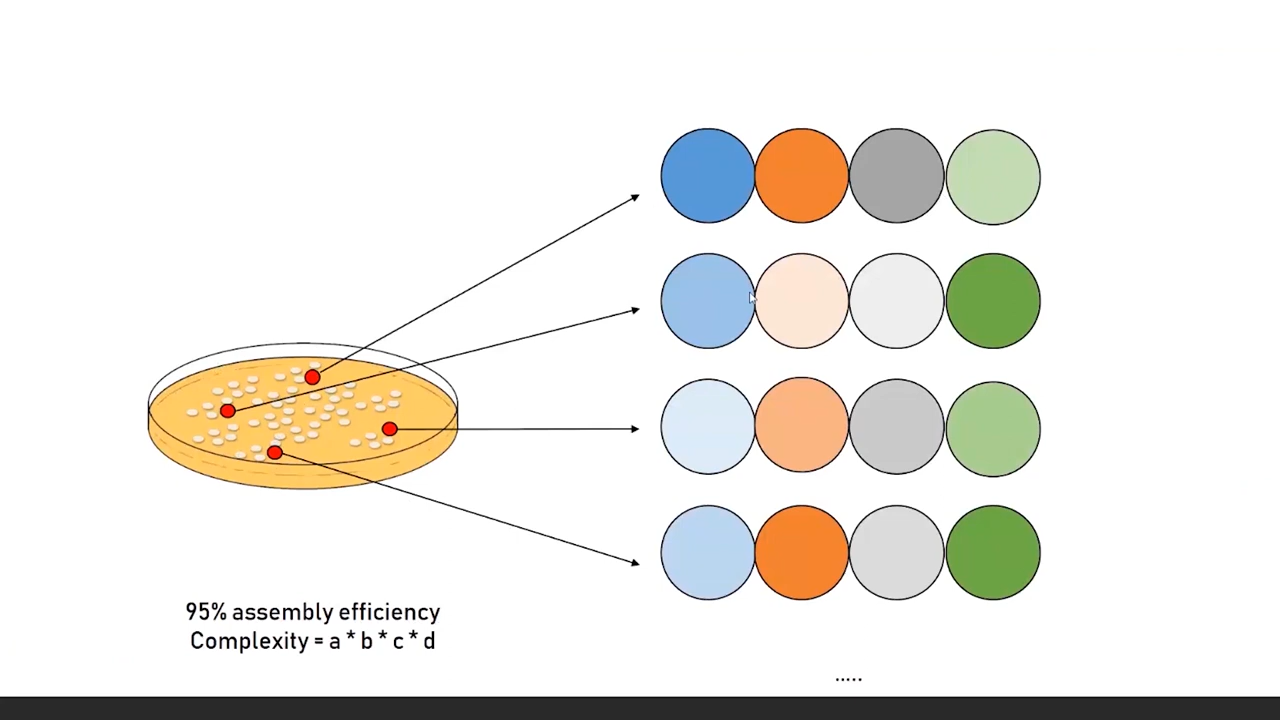 95% assembly efficiency
Complexity = a * b * c * d
.....